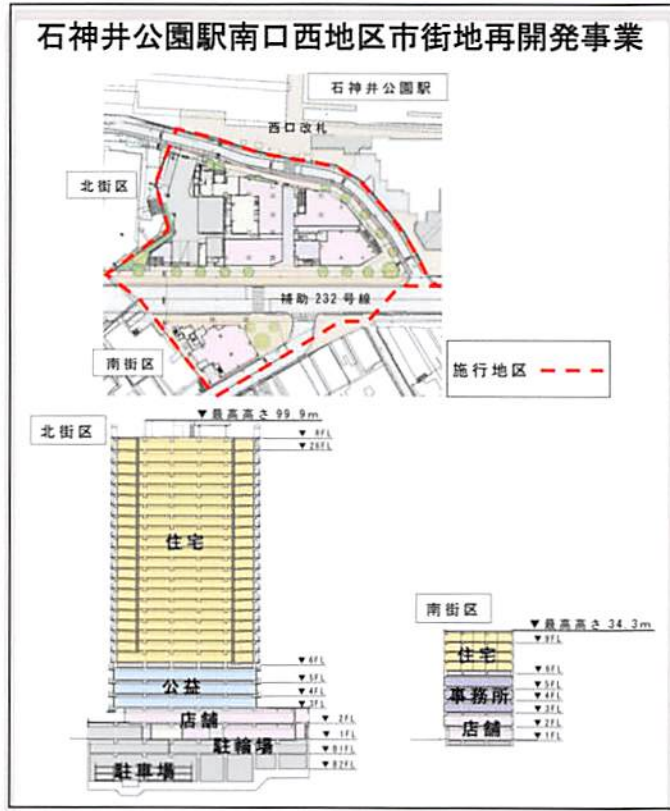 石神井公園駅南口西地区市街地再開発事業
石神井公園駅
西口改札
北街区
補助232号線
南街区
施行地区
北街区
▼最高高さ 99.9m
▼ RFL
▼ 26FL
住宅
▼ 6FL
公益
▼ 5FL
▼ 4FL
▼ 3FL
店舗
▼ 2FL
▼ 1FL
駐輪場
▼ B1FL
駐車場
▼ B2FL
南街区
▼最高高さ 34.3m
住宅
▼ 6FL
▼ 5FL
事務所
▼ 4FL
▼ 3FL
店舗
▼ 2FL
▼ 1FL